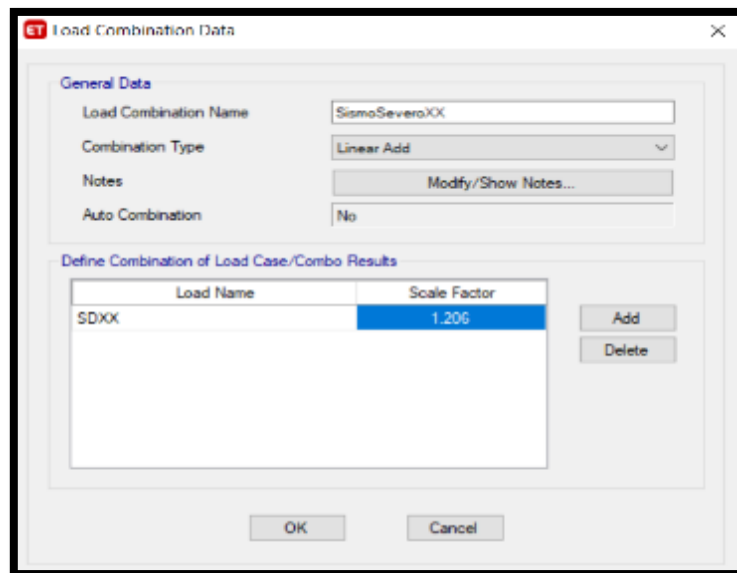 ET Load Combination Data
General Data
Load Combination Name SismoSeveroXX
Combination Type Linear Add
Notes Modify/Show Notes...
Auto Combination No
Define Combination of Load Case/Combo Results
Load Name Scale Factor
SDXX 1.206 Add
Delete
OK Cancel